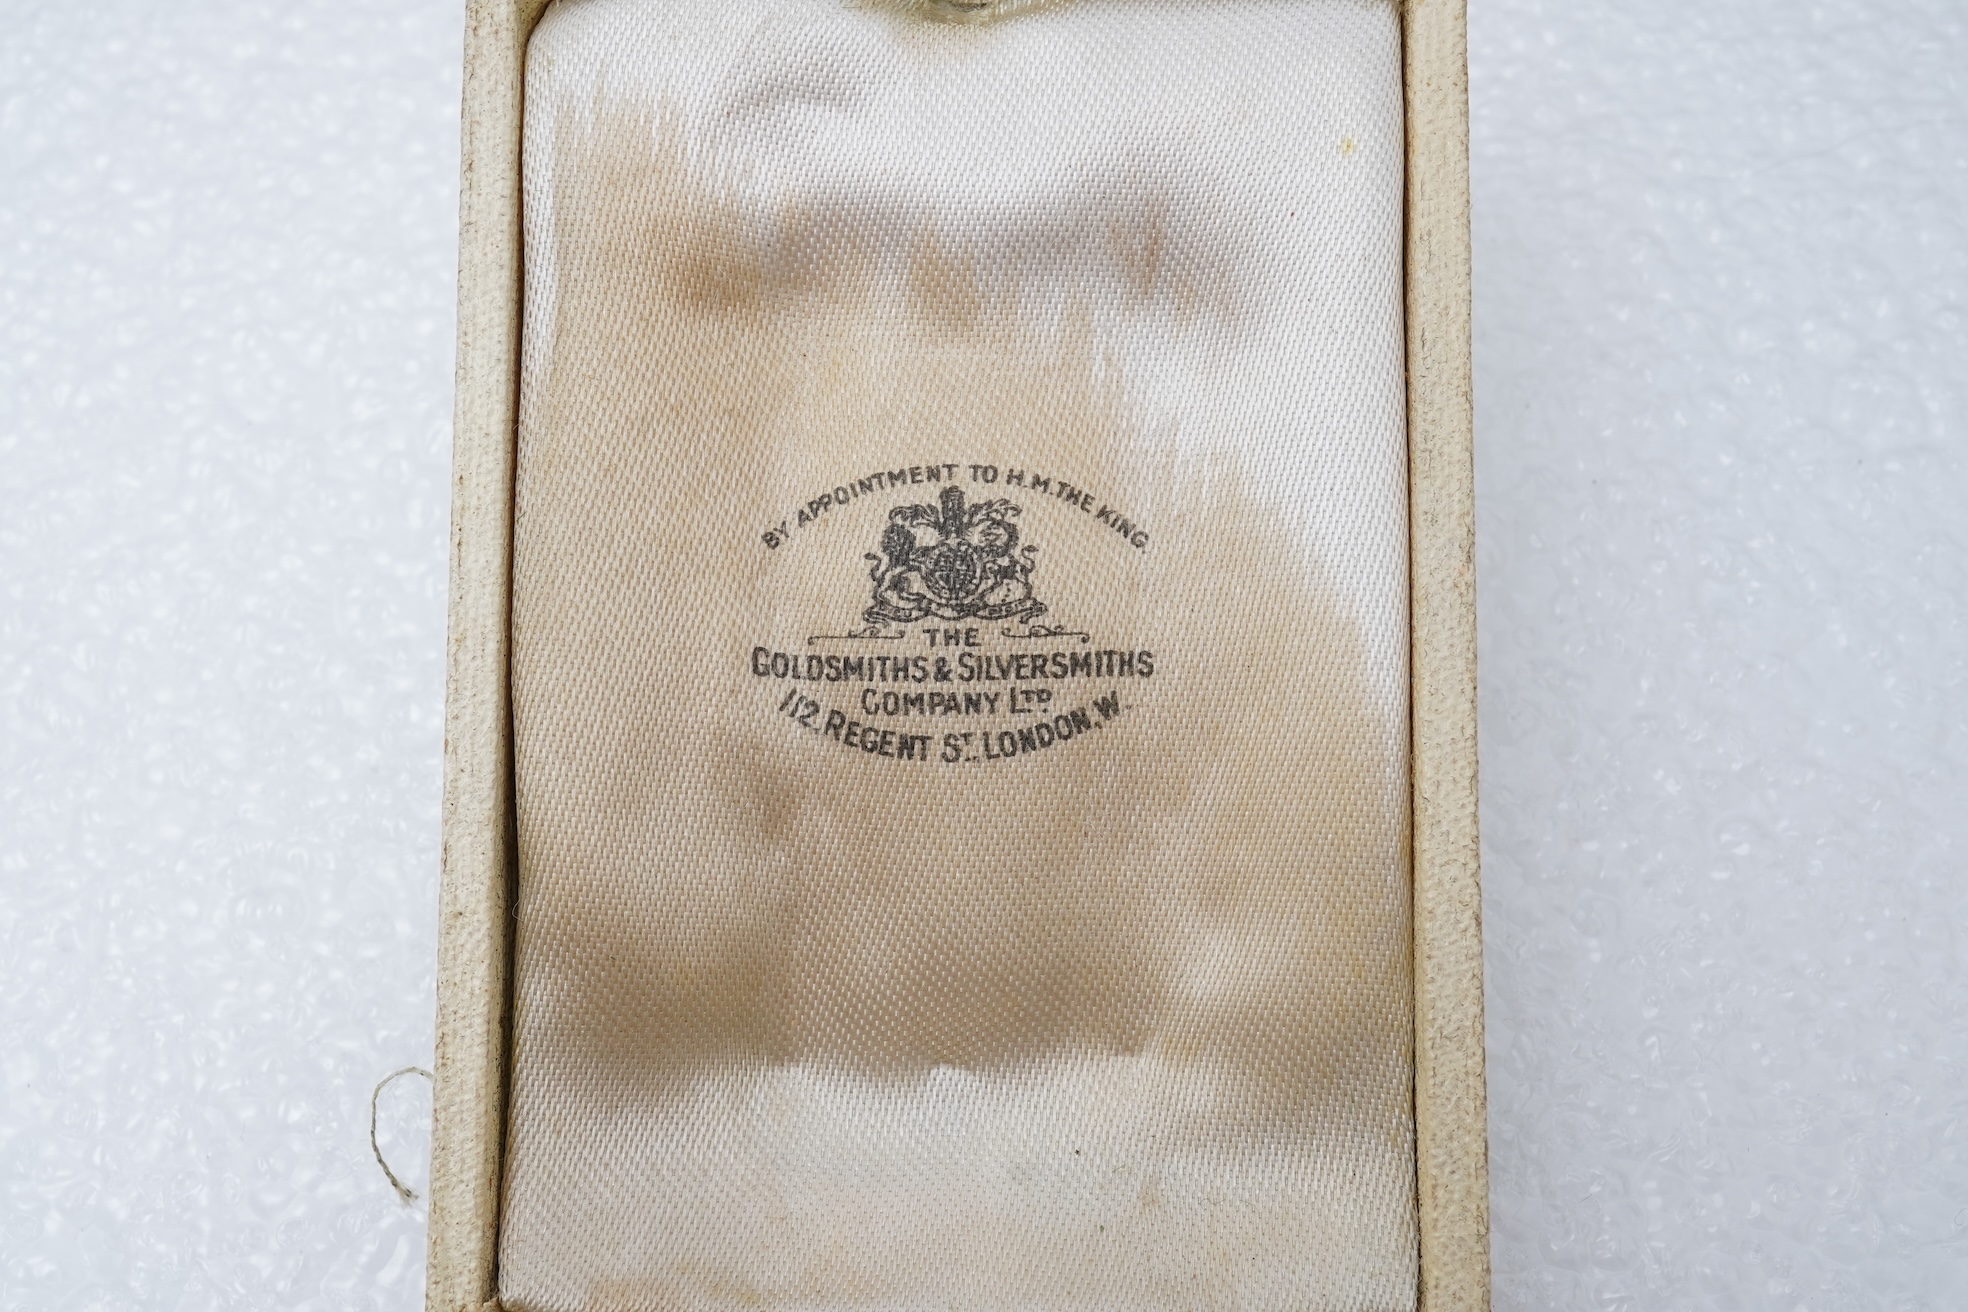 BY APPOINTMENT TO H.M. THE KING.
THE
GOLDSMITHS & SILVERSMITHS
COMPANY LTD
112, REGENT ST. LONDON, W.